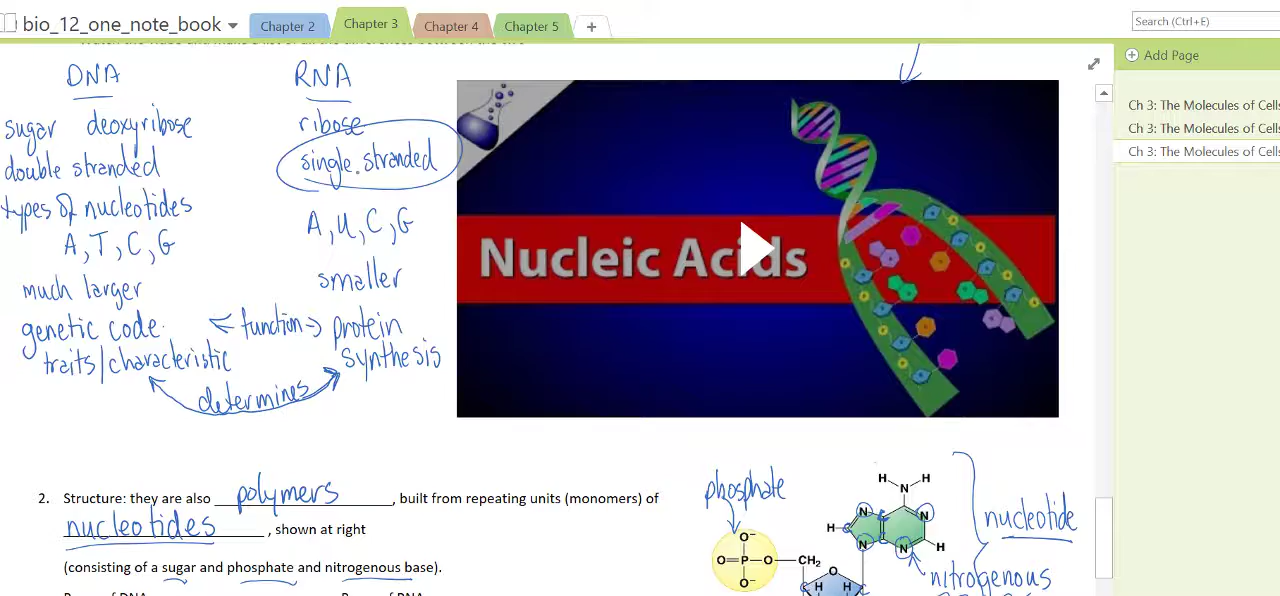 bio_12_one_note_book
Chapter 2
Chapter 3
Chapter 4
Chapter 5
+
Search (Ctrl+E)
Add Page
Ch 3: The Molecules of Cells
Ch 3: The Molecules of Cells
Ch 3: The Molecules of Cells
DNA RNA
sugar deoxyribose ribose
double stranded single stranded
types of nucleotides
A, T, C, G A, U, C, G
much larger smaller
genetic code <= function => protein
traits/characteristic synthesis
determines
Nucleic Acids
2. Structure: they are also polymers, built from repeating units (monomers) of
nucleotides, shown at right
(consisting of a sugar and phosphate and nitrogenous base).
phosphate
nucleotide
nitrogenous
H H
N
N N
H
N N H
O⁻
O=P–O–CH₂
O⁻
O
H H